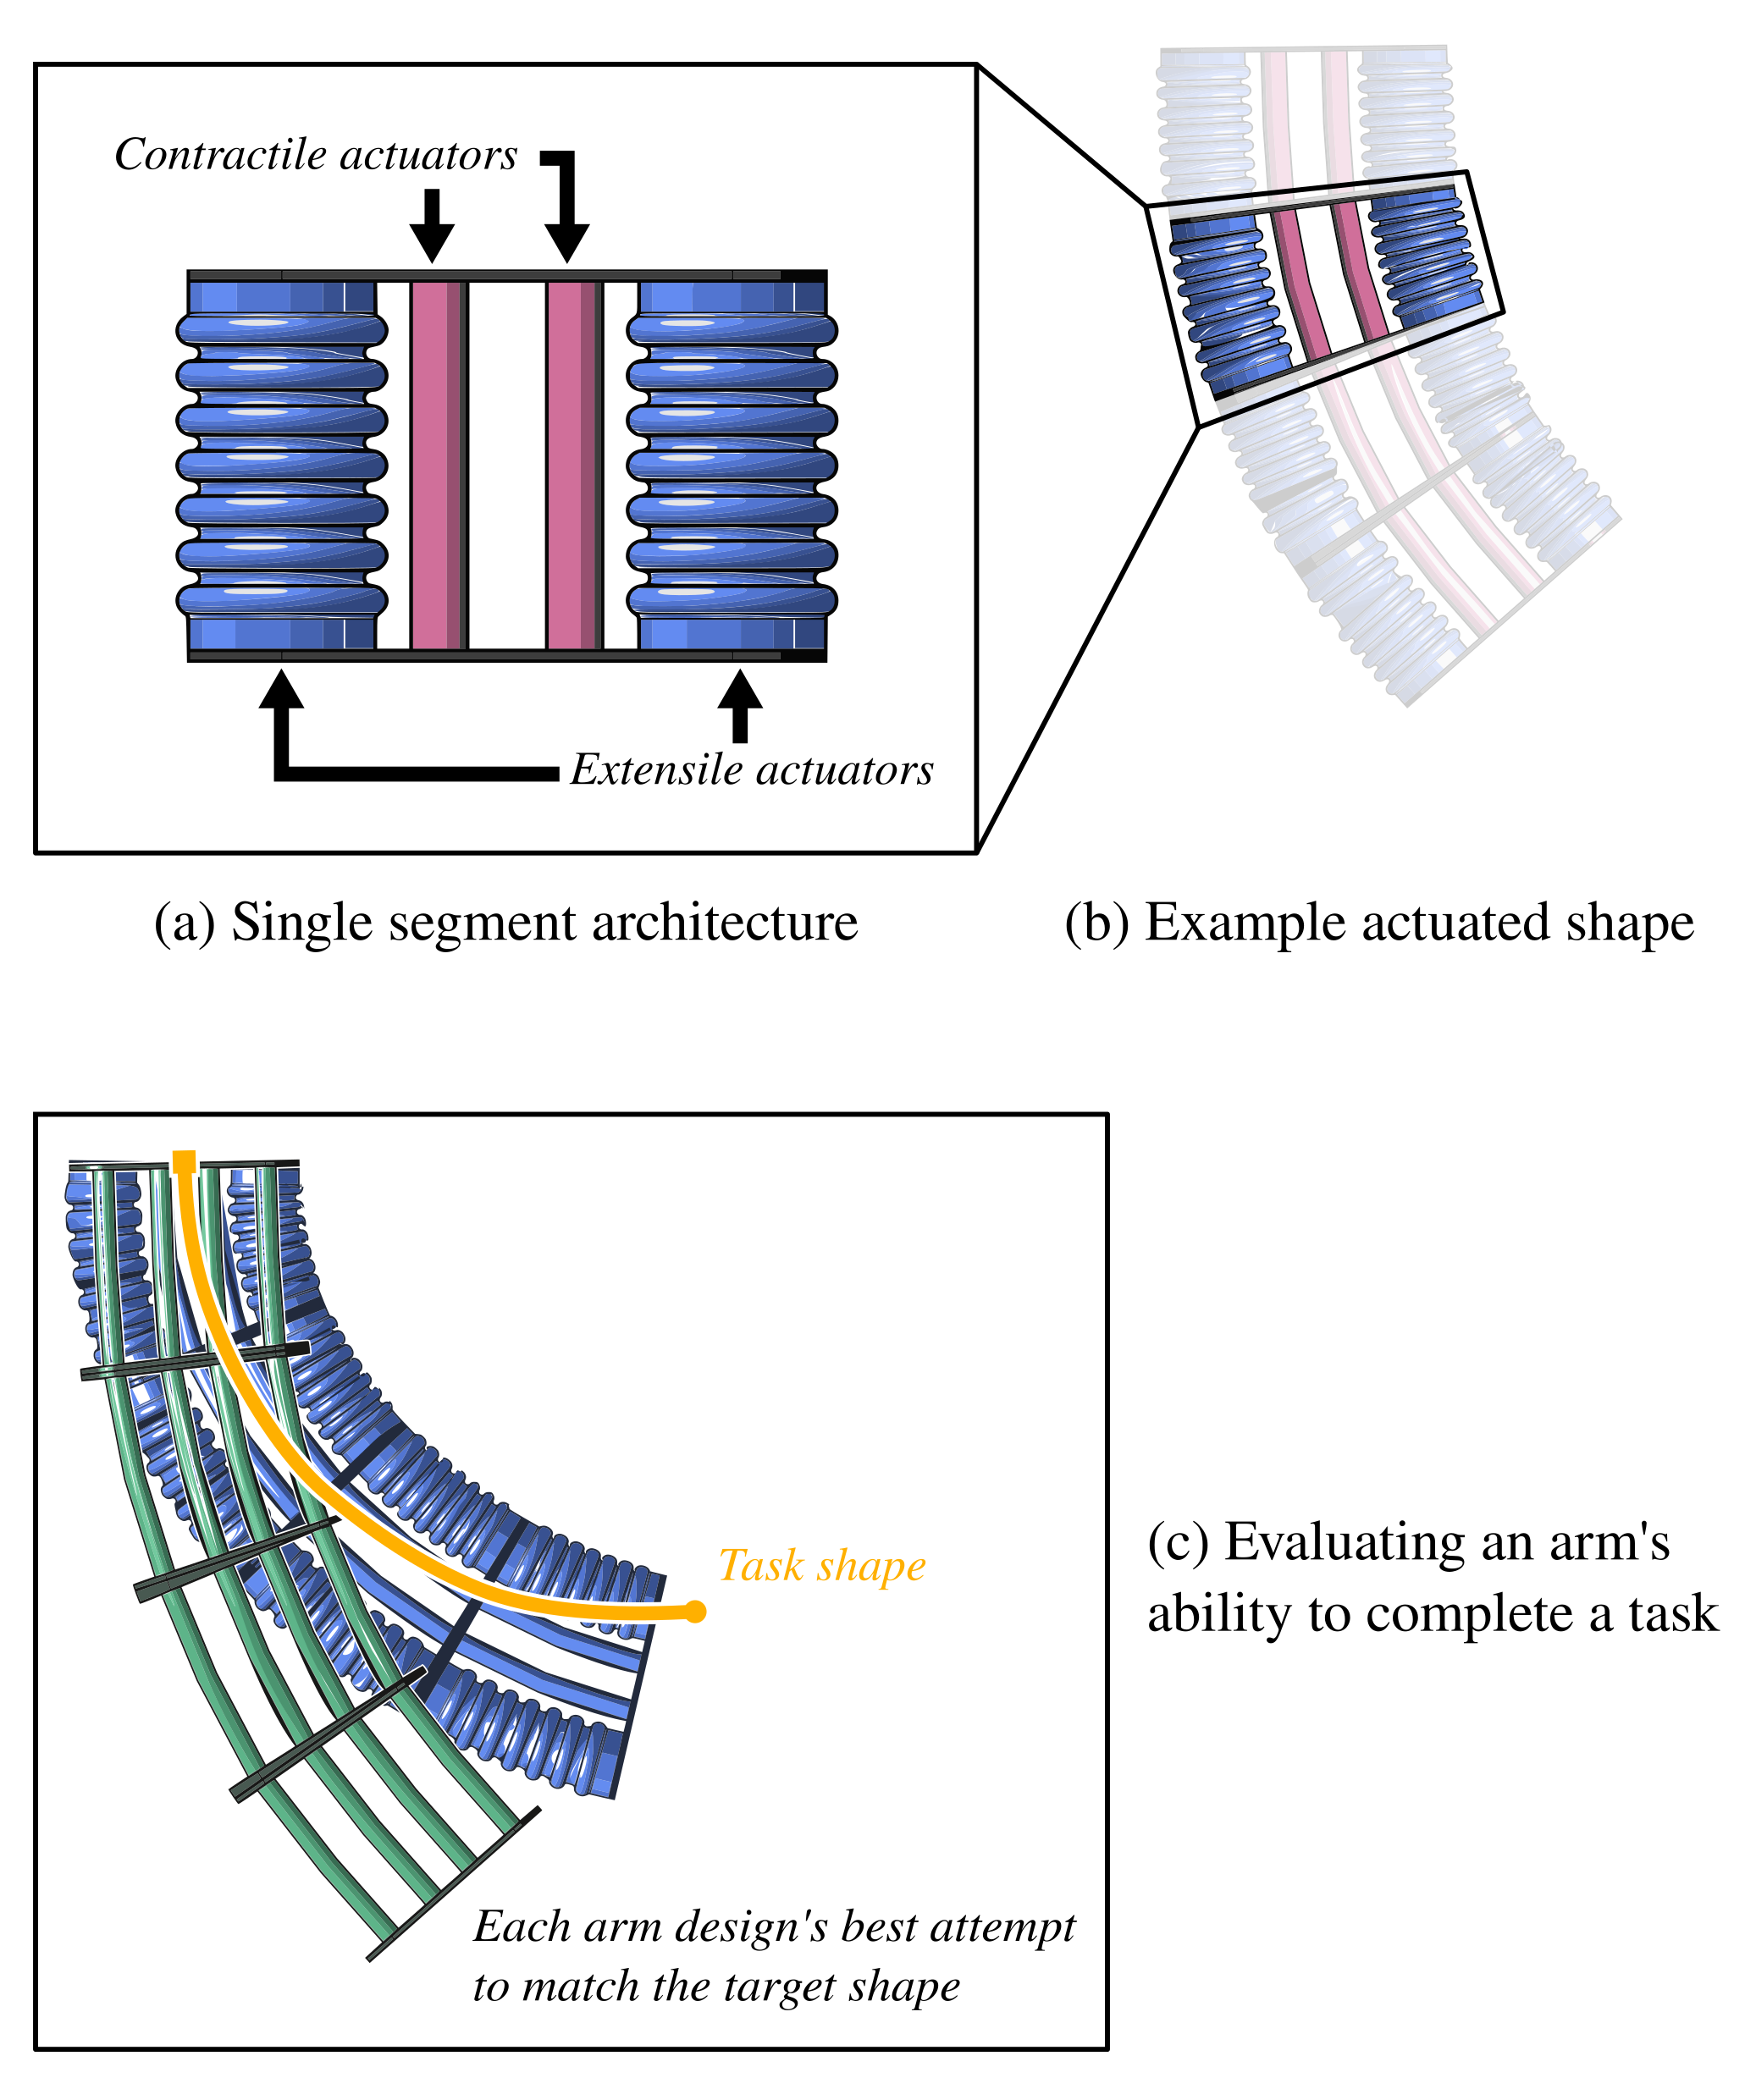 Contractile actuators
Extensile actuators
(a) Single segment architecture
(b) Example actuated shape
Task shape
Each arm design's best attempt
to match the target shape
(c) Evaluating an arm's
ability to complete a task